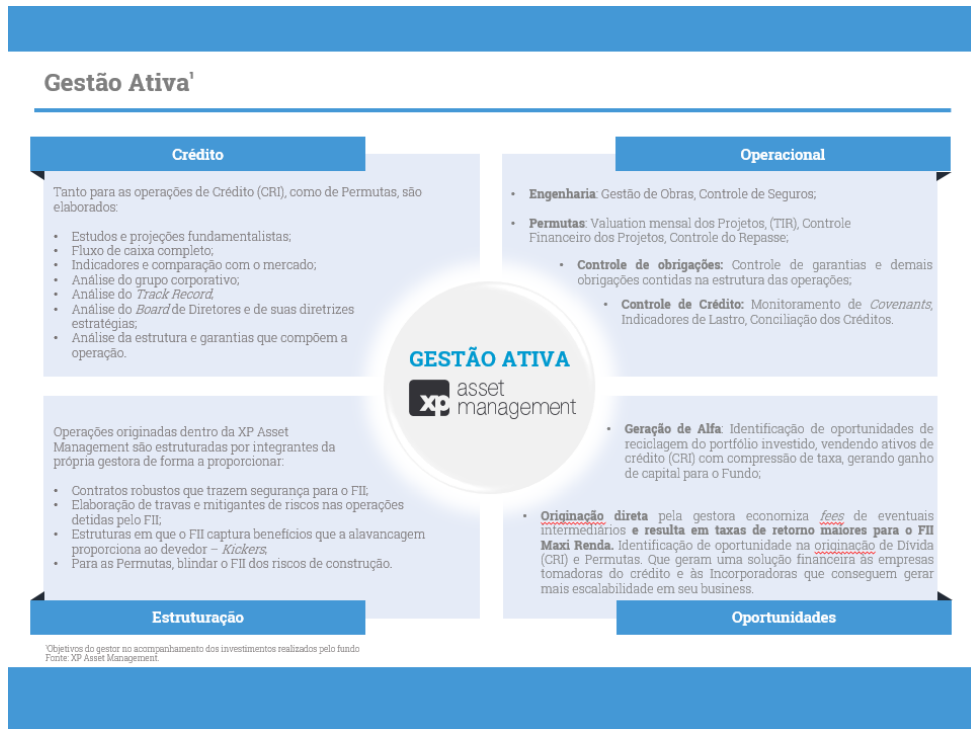 Gestão Ativa¹
Crédito
Tanto para as operações de Crédito (CRI), como de Permutas, são
elaborados:
• Estudos e projeções fundamentalistas;
• Fluxo de caixa completo;
• Indicadores e comparação com o mercado;
• Análise do grupo corporativo;
• Análise do Track Record;
• Análise do Board de Diretores e de suas diretrizes
estratégias;
• Análise da estrutura e garantias que compõem a
operação.
Operacional
• Engenharia: Gestão de Obras, Controle de Seguros;
• Permutas: Valuation mensal dos Projetos, (TIR), Controle
Financeiro dos Projetos, Controle do Repasse;
• Controle de obrigações: Controle de garantias e demais
obrigações contidas na estrutura das operações;
• Controle de Crédito: Monitoramento de Covenants,
Indicadores de Lastro, Conciliação dos Créditos.
GESTÃO ATIVA
xp asset
management
Operações originadas dentro da XP Asset
Management são estruturadas por integrantes da
própria gestora de forma a proporcionar:
• Contratos robustos que trazem segurança para o FII;
• Elaboração de travas e mitigantes de riscos nas operações
detidas pelo FII;
• Estruturas em que o FII captura benefícios que a alavancagem
proporciona ao devedor – Kickers;
• Para as Permutas, blindar o FII dos riscos de construção.
Estruturação
• Geração de Alfa: Identificação de oportunidades de
reciclagem do portfólio investido, vendendo ativos de
crédito (CRI) com compressão de taxa, gerando ganho
de capital para o Fundo;
• Originação direta pela gestora economiza fees de eventuais
intermediários e resulta em taxas de retorno maiores para o FII
Maxi Renda. Identificação de oportunidade na originação de Dívida
(CRI) e Permutas. Que geram uma solução financeira às empresas
tomadoras do crédito e às Incorporadoras que conseguem gerar
mais escalabilidade em seu business.
Oportunidades
¹Objetivos do gestor no acompanhamento dos investimentos realizados pelo fundo
Fonte: XP Asset Management.